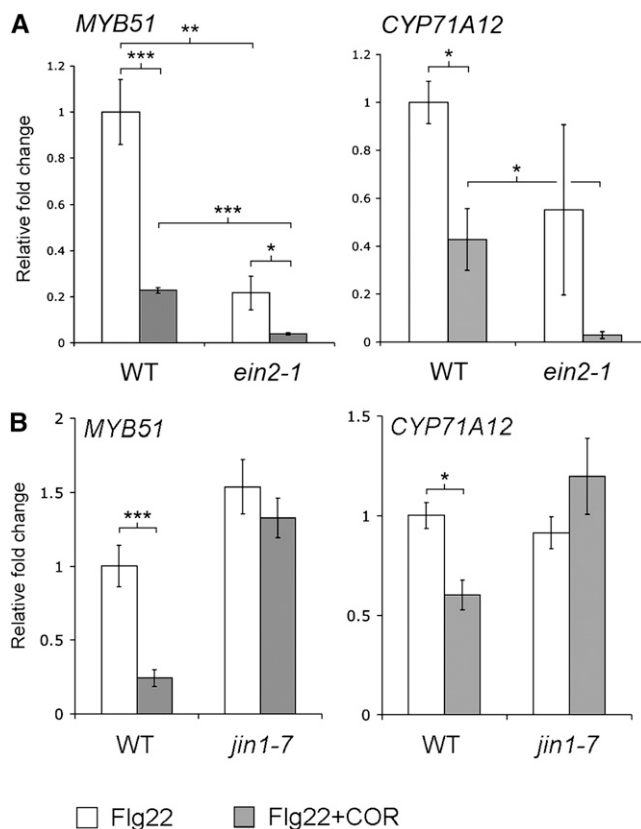 A
MYB51
CYP71A12
**
***
***
*
*
*
Relative fold change
1.2
1
0.8
0.6
0.4
0.2
0
1.2
1
0.8
0.6
0.4
0.2
0
WT ein2-1
WT ein2-1
B
MYB51
CYP71A12
***
*
Relative fold change
2
1.5
1
0.5
0
1.5
1
0.5
0
WT jin1-7
WT jin1-7
Flg22 Flg22+COR